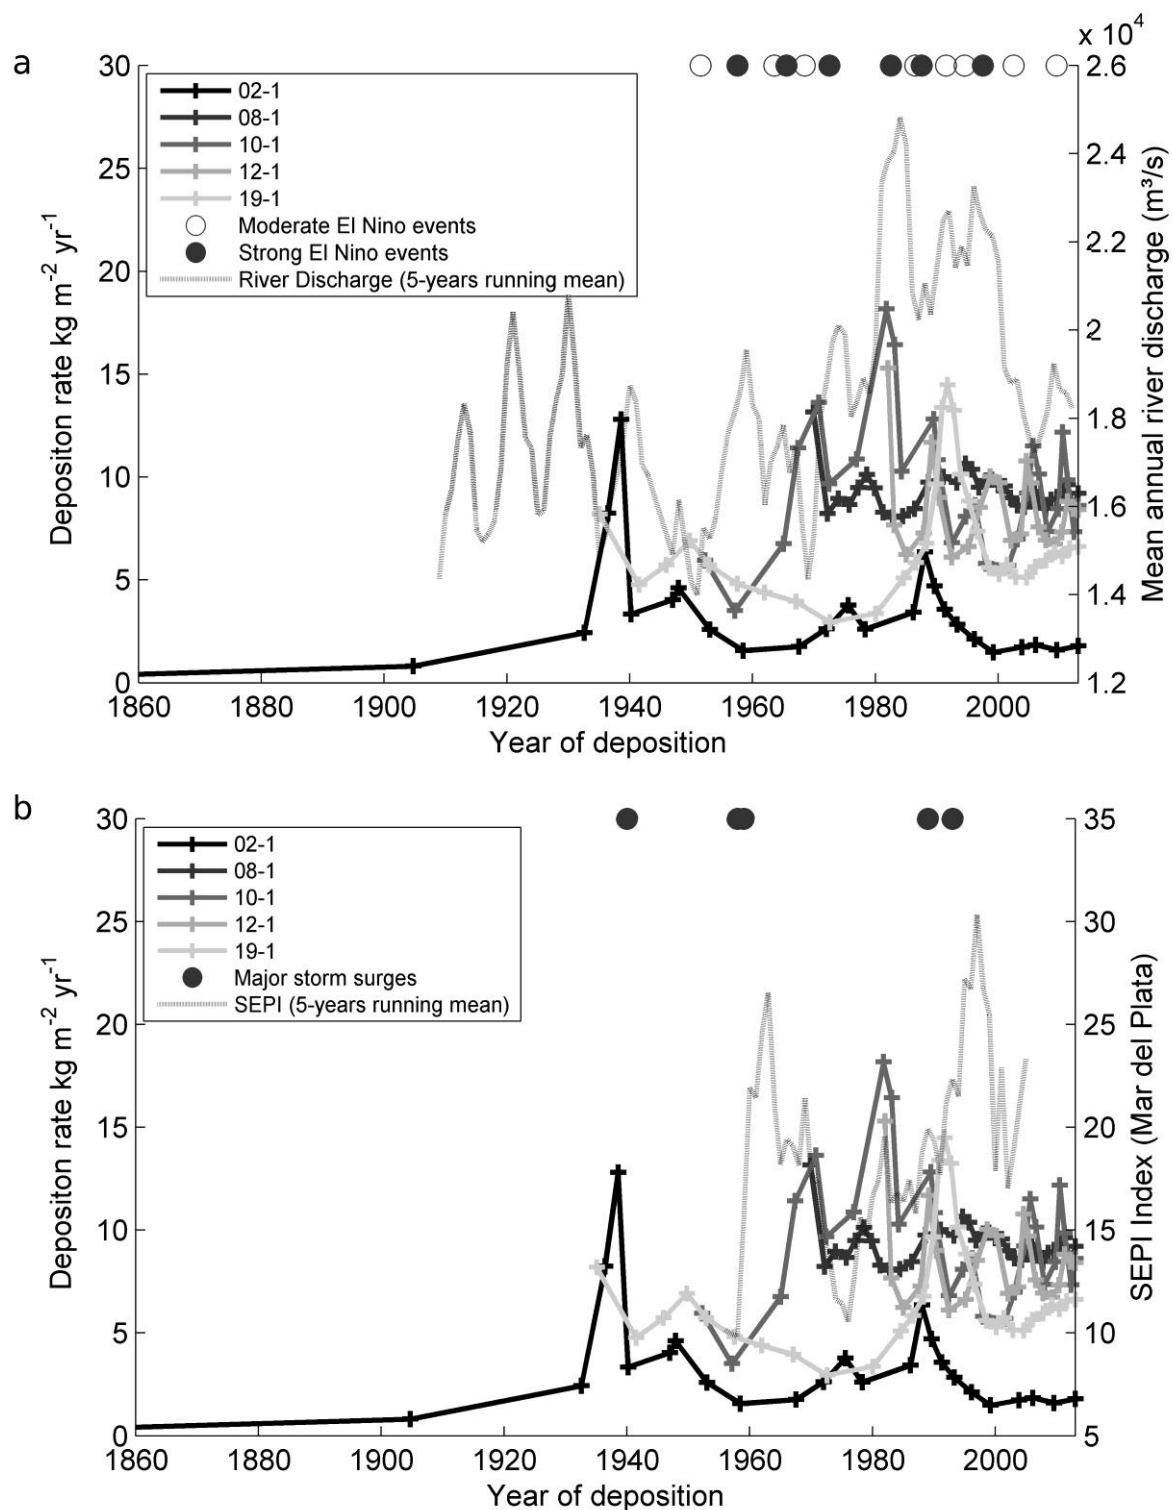 a
x 10⁴
30
25
20
15
10
5
0
Depositon rate kg m⁻² yr⁻¹
02-1
08-1
10-1
12-1
19-1
Moderate El Nino events
Strong El Nino events
River Discharge (5-years running mean)
2.6
2.4
2.2
2
1.8
1.6
1.4
1.2
Mean annual river discharge (m³/s)
1860 1880 1900 1920 1940 1960 1980 2000
Year of deposition
b
30
25
20
15
10
5
0
Depositon rate kg m⁻² yr⁻¹
02-1
08-1
10-1
12-1
19-1
Major storm surges
SEPI (5-years running mean)
35
30
25
20
15
10
5
SEPI Index (Mar del Plata)
1860 1880 1900 1920 1940 1960 1980 2000
Year of deposition